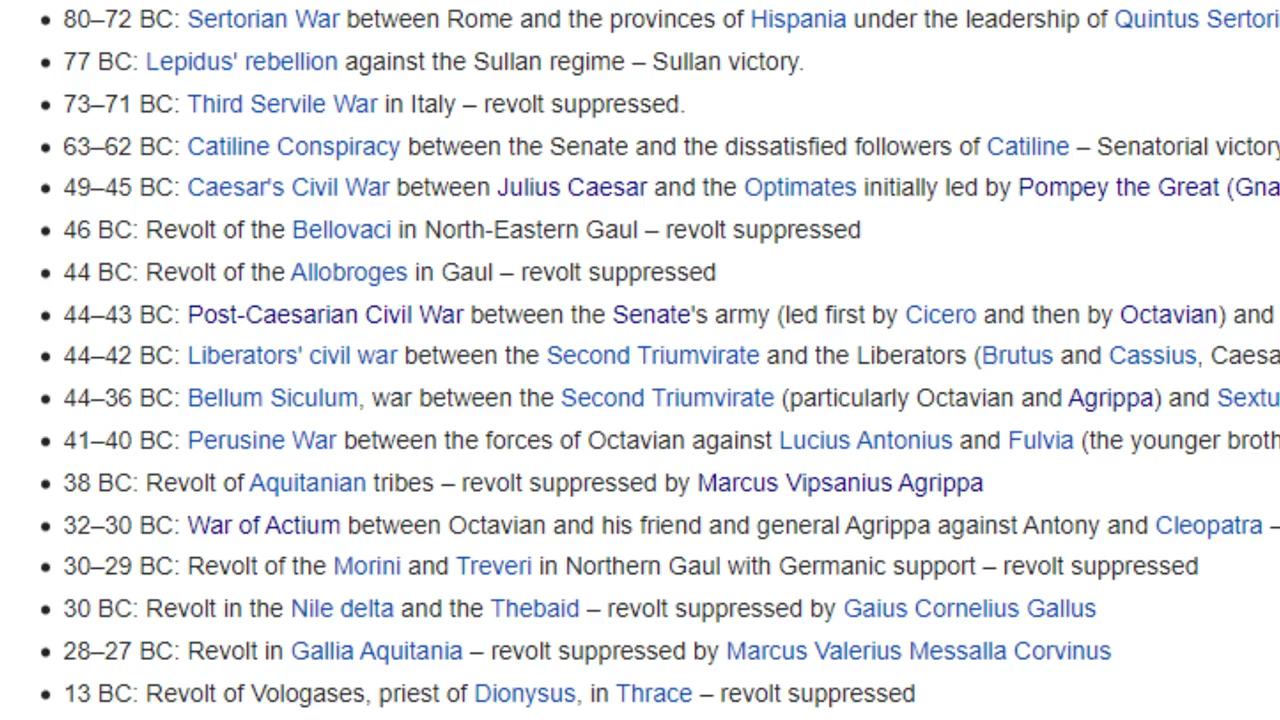 • 80–72 BC: Sertorian War between Rome and the provinces of Hispania under the leadership of Quintus Sertori
• 77 BC: Lepidus' rebellion against the Sullan regime – Sullan victory.
• 73–71 BC: Third Servile War in Italy – revolt suppressed.
• 63–62 BC: Catiline Conspiracy between the Senate and the dissatisfied followers of Catiline – Senatorial victory
• 49–45 BC: Caesar's Civil War between Julius Caesar and the Optimates initially led by Pompey the Great (Gna
• 46 BC: Revolt of the Bellovaci in North-Eastern Gaul – revolt suppressed
• 44 BC: Revolt of the Allobroges in Gaul – revolt suppressed
• 44–43 BC: Post-Caesarian Civil War between the Senate's army (led first by Cicero and then by Octavian) and
• 44–42 BC: Liberators' civil war between the Second Triumvirate and the Liberators (Brutus and Cassius, Caesa
• 44–36 BC: Bellum Siculum, war between the Second Triumvirate (particularly Octavian and Agrippa) and Sextu
• 41–40 BC: Perusine War between the forces of Octavian against Lucius Antonius and Fulvia (the younger broth
• 38 BC: Revolt of Aquitanian tribes – revolt suppressed by Marcus Vipsanius Agrippa
• 32–30 BC: War of Actium between Octavian and his friend and general Agrippa against Antony and Cleopatra –
• 30–29 BC: Revolt of the Morini and Treveri in Northern Gaul with Germanic support – revolt suppressed
• 30 BC: Revolt in the Nile delta and the Thebaid – revolt suppressed by Gaius Cornelius Gallus
• 28–27 BC: Revolt in Gallia Aquitania – revolt suppressed by Marcus Valerius Messalla Corvinus
• 13 BC: Revolt of Vologases, priest of Dionysus, in Thrace – revolt suppressed